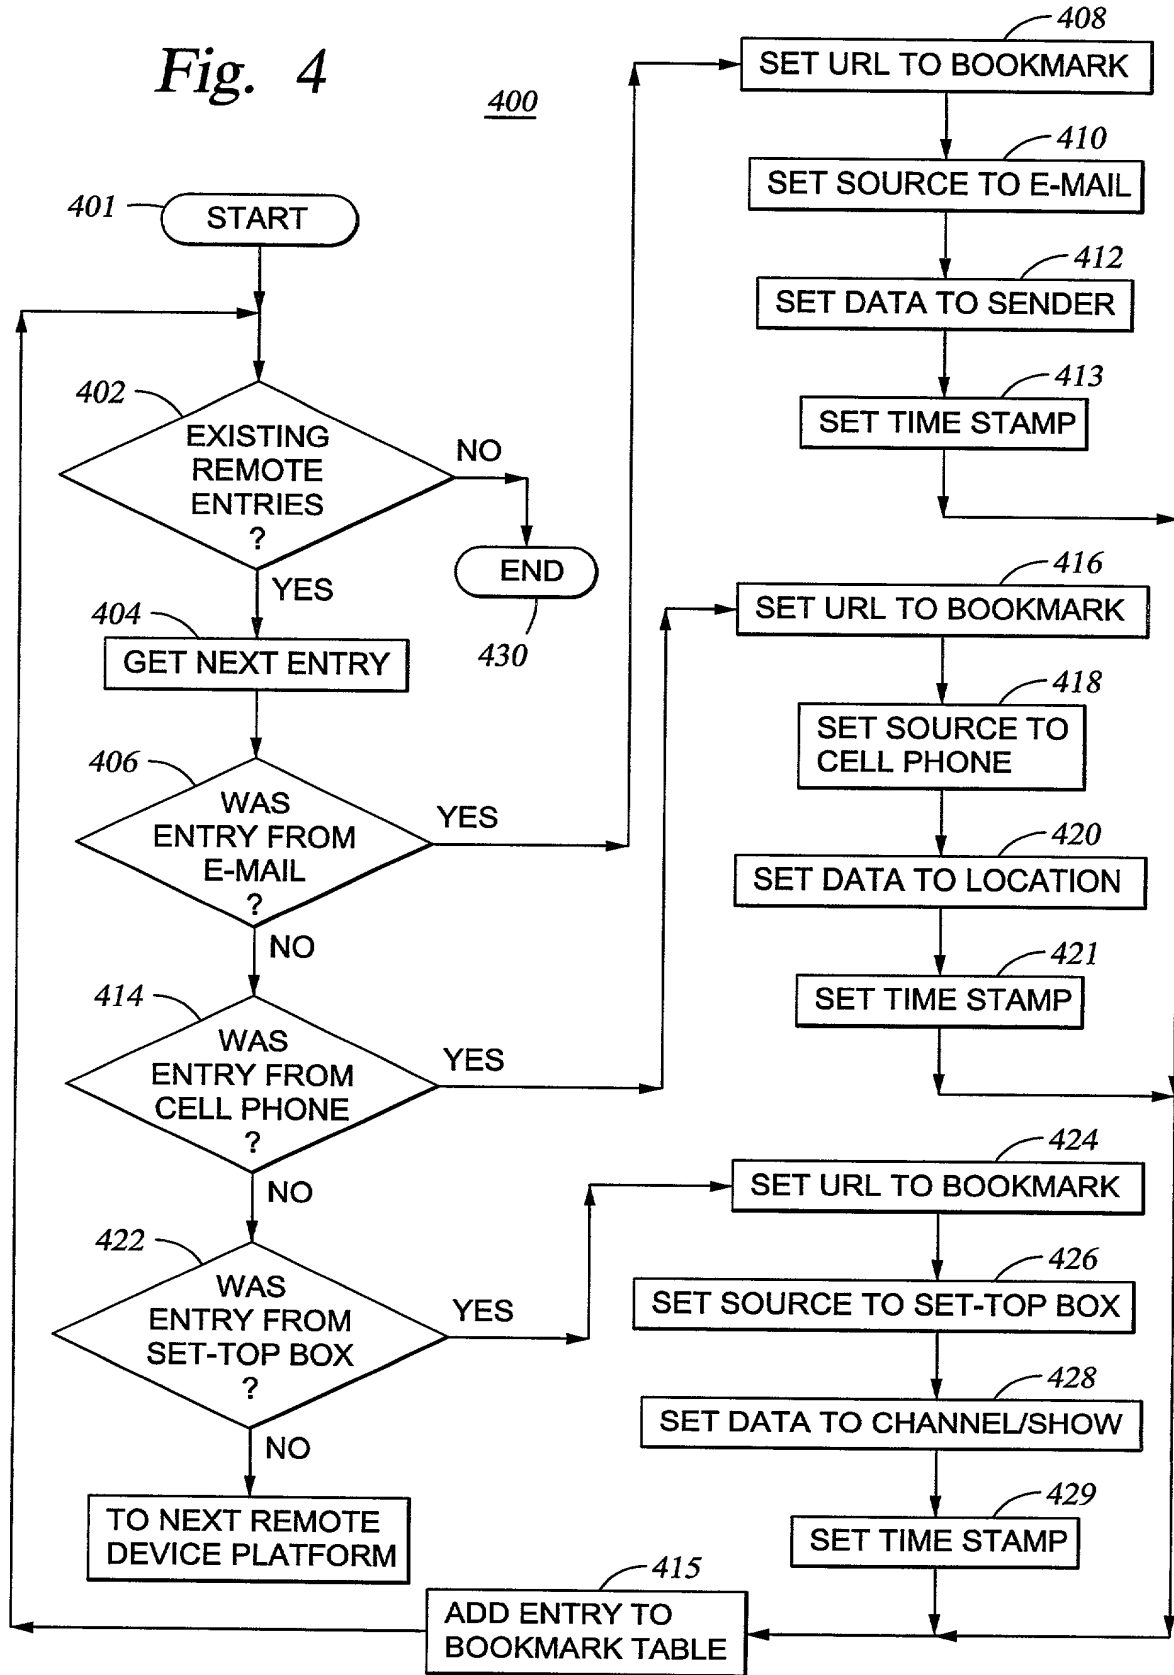 Fig. 4
400
401
START
402
EXISTING
REMOTE
ENTRIES
?
NO
END
430
YES
404
GET NEXT ENTRY
406
WAS
ENTRY FROM
E-MAIL
?
YES
NO
408
SET URL TO BOOKMARK
410
SET SOURCE TO E-MAIL
412
SET DATA TO SENDER
413
SET TIME STAMP
414
WAS
ENTRY FROM
CELL PHONE
?
YES
NO
416
SET URL TO BOOKMARK
418
SET SOURCE TO
CELL PHONE
420
SET DATA TO LOCATION
421
SET TIME STAMP
422
WAS
ENTRY FROM
SET-TOP BOX
?
YES
NO
424
SET URL TO BOOKMARK
426
SET SOURCE TO SET-TOP BOX
428
SET DATA TO CHANNEL/SHOW
429
SET TIME STAMP
TO NEXT REMOTE
DEVICE PLATFORM
415
ADD ENTRY TO
BOOKMARK TABLE